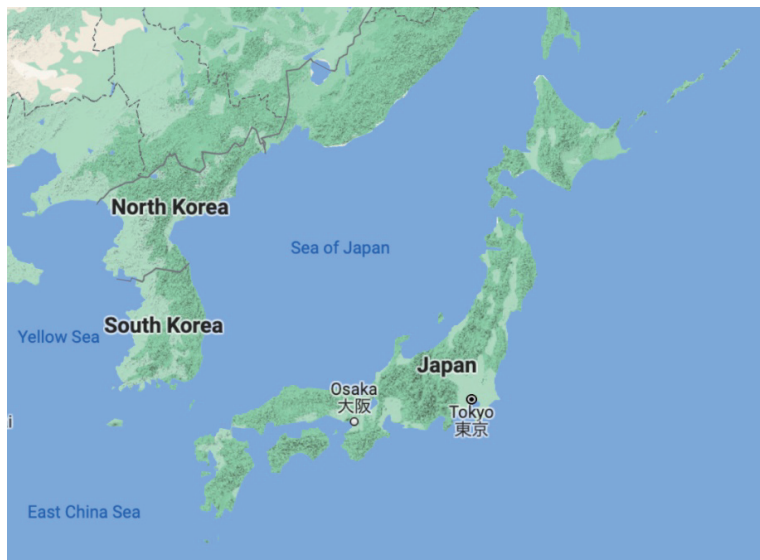 North Korea
Sea of Japan
South Korea
Yellow Sea
Japan
Osaka
大阪
Tokyo
東京
i
East China Sea